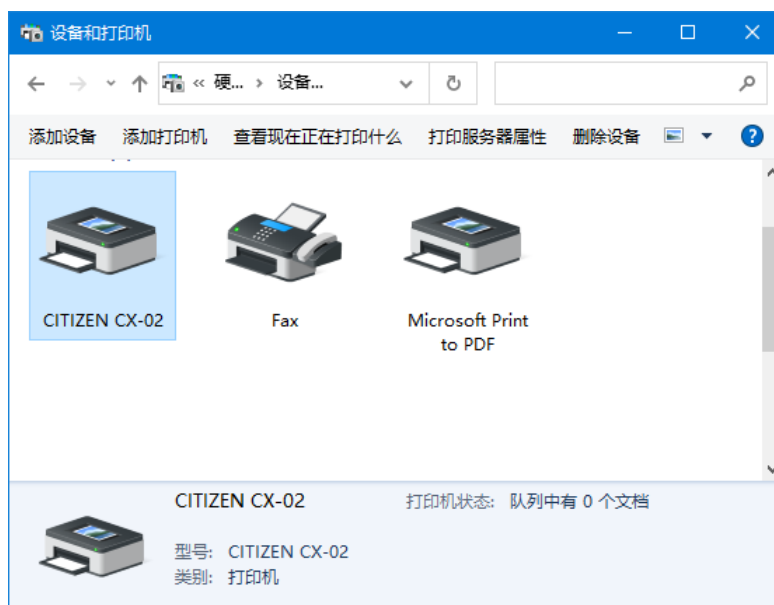 设备和打印机
« 硬... › 设备...
添加设备 添加打印机 查看现在正在打印什么 打印服务器属性 删除设备
CITIZEN CX-02
Fax
Microsoft Print
to PDF
CITIZEN CX-02 打印机状态: 队列中有 0 个文档
型号: CITIZEN CX-02
类别: 打印机